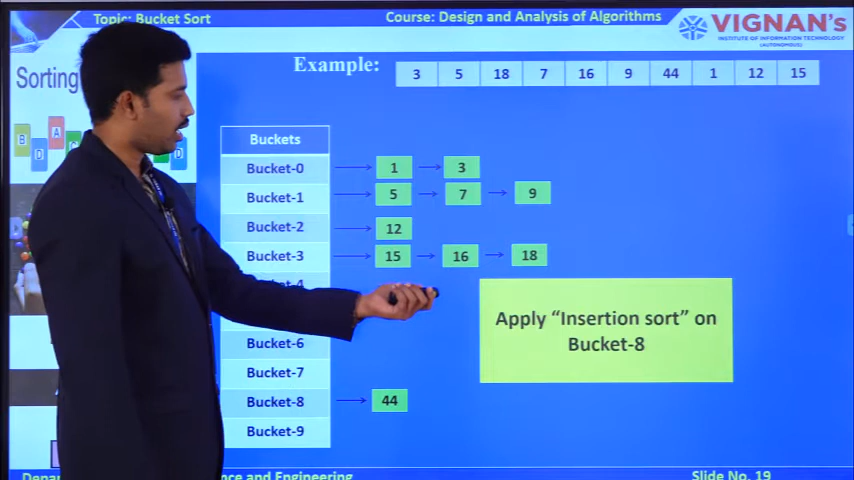 Topic: Bucket Sort
Course: Design and Analysis of Algorithms
VIGNAN's
INSTITUTE OF INFORMATION TECHNOLOGY
(AUTONOMOUS)
Sorting
Example:
3 5 18 7 16 9 44 1 12 15
B
A
D
D
Buckets
Bucket-0 1 3
Bucket-1 5 7 9
Bucket-2 12
Bucket-3 15 16 18
Bucket-6
Bucket-7
Bucket-8 44
Bucket-9
Apply “Insertion sort” on
Bucket-8
and Engineering
Slide No. 19